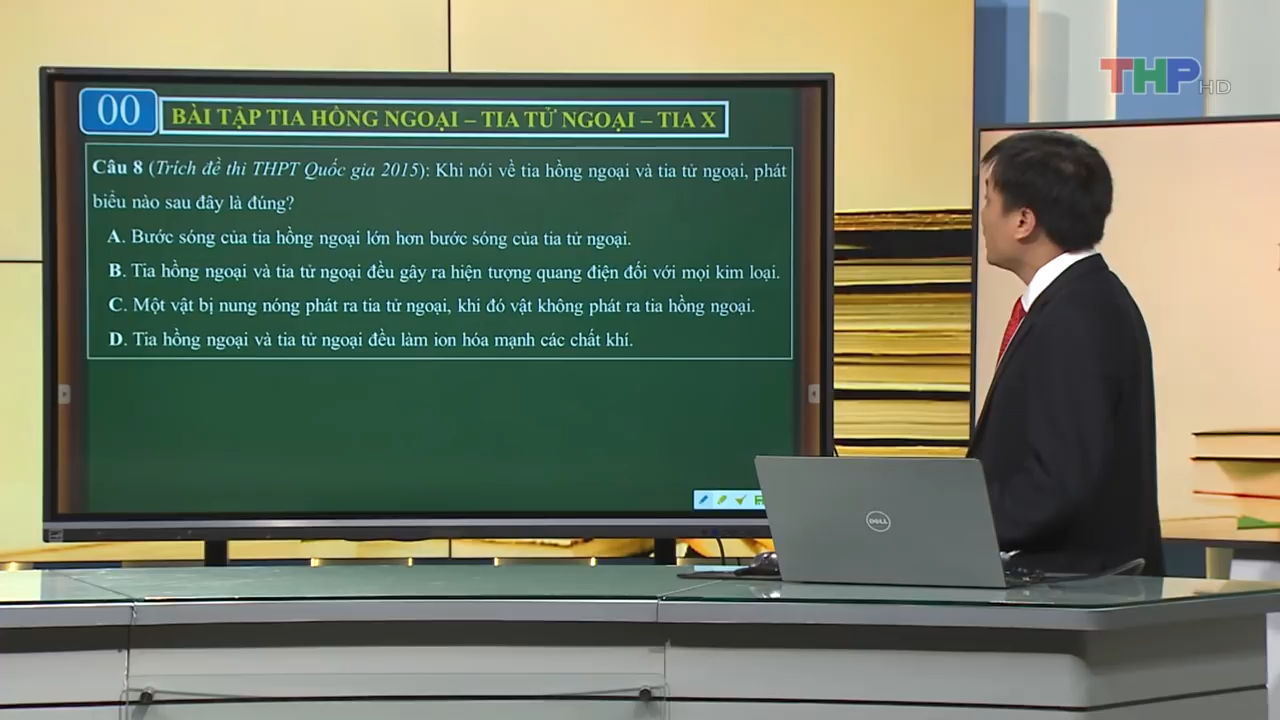 THP HD
00
BÀI TẬP TIA HỒNG NGOẠI – TIA TỬ NGOẠI – TIA X
Câu 8 (Trích đề thi THPT Quốc gia 2015): Khi nói về tia hồng ngoại và tia tử ngoại, phát
biểu nào sau đây là đúng?
A. Bước sóng của tia hồng ngoại lớn hơn bước sóng của tia tử ngoại.
B. Tia hồng ngoại và tia tử ngoại đều gây ra hiện tượng quang điện đối với mọi kim loại.
C. Một vật bị nung nóng phát ra tia tử ngoại, khi đó vật không phát ra tia hồng ngoại.
D. Tia hồng ngoại và tia tử ngoại đều làm ion hóa mạnh các chất khí.
DELL